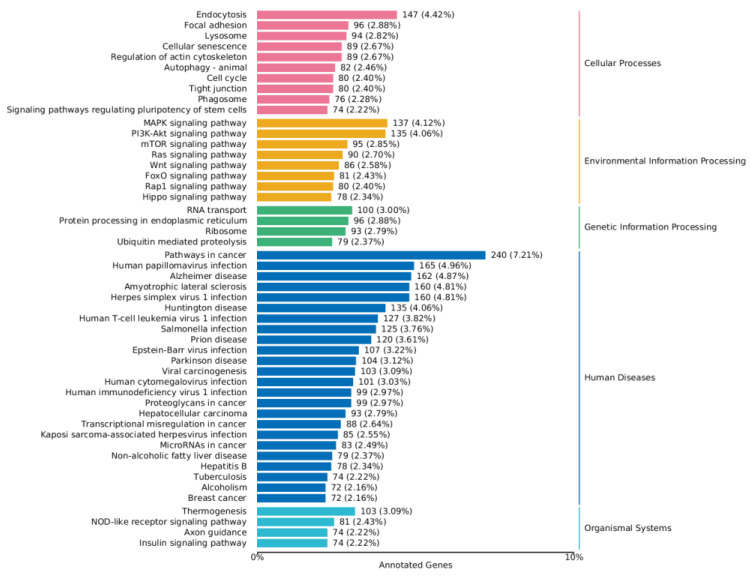 Endocytosis 147 (4.42%)
Focal adhesion 96 (2.88%)
Lysosome 94 (2.82%)
Cellular senescence 89 (2.67%)
Regulation of actin cytoskeleton 89 (2.67%)
Autophagy - animal 82 (2.46%)
Cell cycle 80 (2.40%)
Tight junction 80 (2.40%)
Phagosome 76 (2.28%)
Signaling pathways regulating pluripotency of stem cells 74 (2.22%)
Cellular Processes
MAPK signaling pathway 137 (4.12%)
PI3K-Akt signaling pathway 135 (4.06%)
mTOR signaling pathway 95 (2.85%)
Ras signaling pathway 90 (2.70%)
Wnt signaling pathway 86 (2.58%)
FoxO signaling pathway 81 (2.43%)
Rap1 signaling pathway 80 (2.40%)
Hippo signaling pathway 78 (2.34%)
Environmental Information Processing
RNA transport 100 (3.00%)
Protein processing in endoplasmic reticulum 96 (2.88%)
Ribosome 93 (2.79%)
Ubiquitin mediated proteolysis 79 (2.37%)
Genetic Information Processing
Pathways in cancer 240 (7.21%)
Human papillomavirus infection 165 (4.96%)
Alzheimer disease 162 (4.87%)
Amyotrophic lateral sclerosis 160 (4.81%)
Herpes simplex virus 1 infection 160 (4.81%)
Huntington disease 135 (4.06%)
Human T-cell leukemia virus 1 infection 127 (3.82%)
Salmonella infection 125 (3.76%)
Prion disease 120 (3.61%)
Epstein-Barr virus infection 107 (3.22%)
Parkinson disease 104 (3.12%)
Viral carcinogenesis 103 (3.09%)
Human cytomegalovirus infection 101 (3.03%)
Human immunodeficiency virus 1 infection 99 (2.97%)
Proteoglycans in cancer 99 (2.97%)
Hepatocellular carcinoma 93 (2.79%)
Transcriptional misregulation in cancer 88 (2.64%)
Kaposi sarcoma-associated herpesvirus infection 85 (2.55%)
MicroRNAs in cancer 83 (2.49%)
Non-alcoholic fatty liver disease 79 (2.37%)
Hepatitis B 78 (2.34%)
Tuberculosis 74 (2.22%)
Alcoholism 72 (2.16%)
Breast cancer 72 (2.16%)
Human Diseases
Thermogenesis 103 (3.09%)
NOD-like receptor signaling pathway 81 (2.43%)
Axon guidance 74 (2.22%)
Insulin signaling pathway 74 (2.22%)
Organismal Systems
0% 10%
Annotated Genes